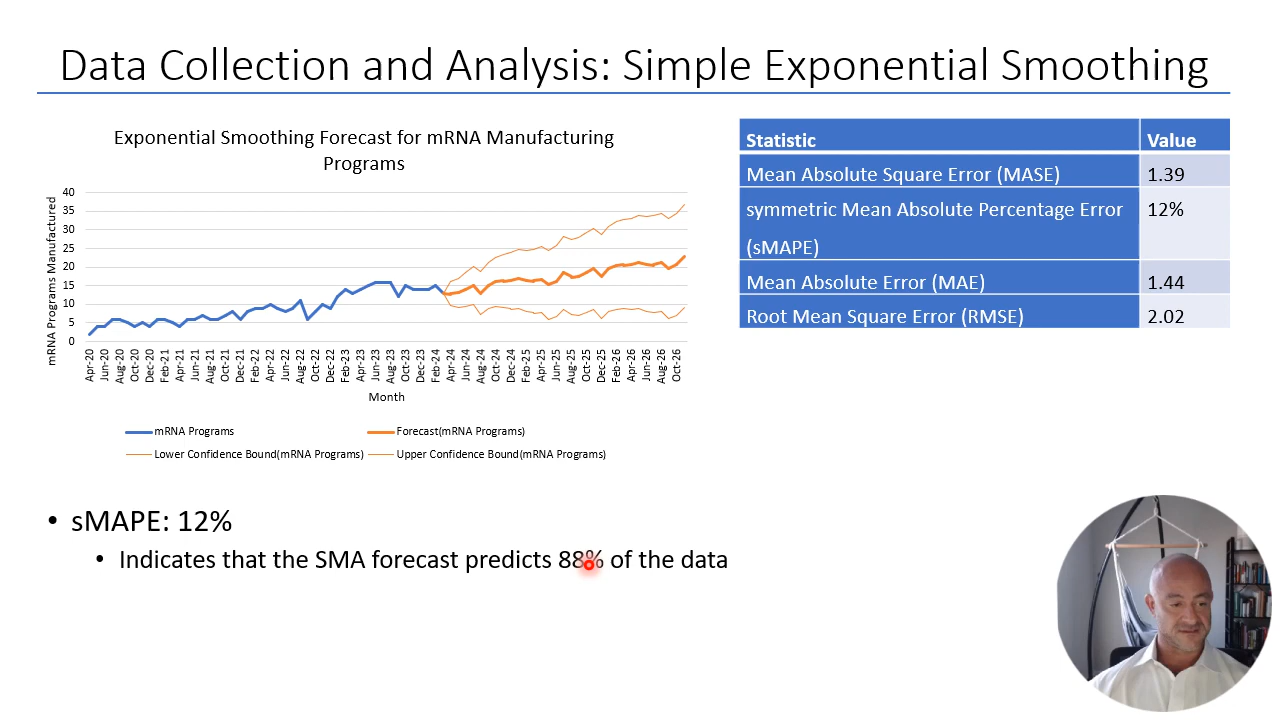 Data Collection and Analysis: Simple Exponential Smoothing
Exponential Smoothing Forecast for mRNA Manufacturing
Programs
mRNA Programs Manufactured
40
35
30
25
20
15
10
5
0
Apr-20 Jun-20 Aug-20 Oct-20 Dec-20 Feb-21 Apr-21 Jun-21 Aug-21 Oct-21 Dec-21 Feb-22 Apr-22 Jun-22 Aug-22 Oct-22 Dec-22 Feb-23 Apr-23 Jun-23 Aug-23 Oct-23 Dec-23 Feb-24 Apr-24 Jun-24 Aug-24 Oct-24 Dec-24 Feb-25 Apr-25 Jun-25 Aug-25 Oct-25 Dec-25 Feb-26 Apr-26 Jun-26 Aug-26 Oct-26
Month
mRNA Programs
Forecast(mRNA Programs)
Lower Confidence Bound(mRNA Programs)
Upper Confidence Bound(mRNA Programs)
Statistic Value
Mean Absolute Square Error (MASE) 1.39
symmetric Mean Absolute Percentage Error 12%
(sMAPE)
Mean Absolute Error (MAE) 1.44
Root Mean Square Error (RMSE) 2.02
• sMAPE: 12%
• Indicates that the SMA forecast predicts 88% of the data